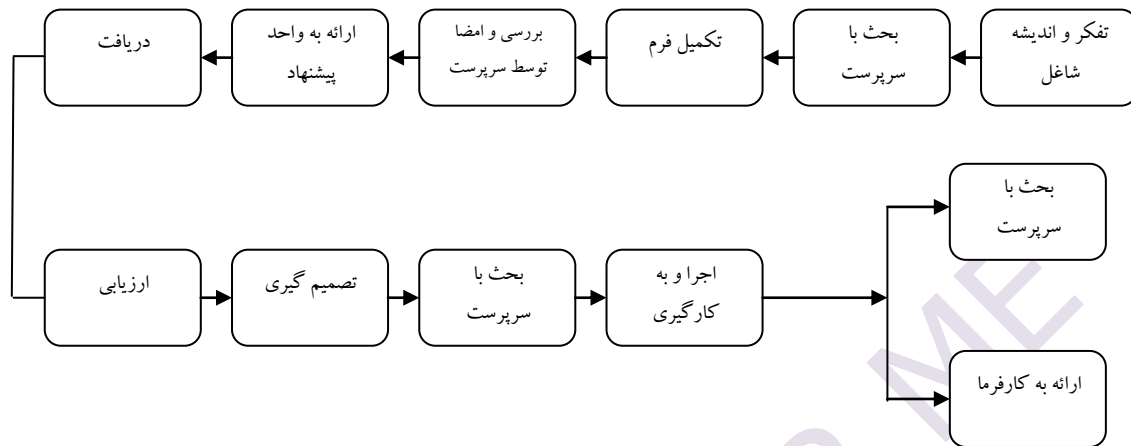 تفکر و اندیشه
شاغل
بحث با
سرپرست
تکمیل فرم
بررسی و امضا
توسط سرپرست
ارائه به واحد
پیشنهاد
دریافت
ارزیابی
تصمیم گیری
بحث با
سرپرست
اجرا و به
کارگیری
بحث با
سرپرست
ارائه به کارفرما
ME